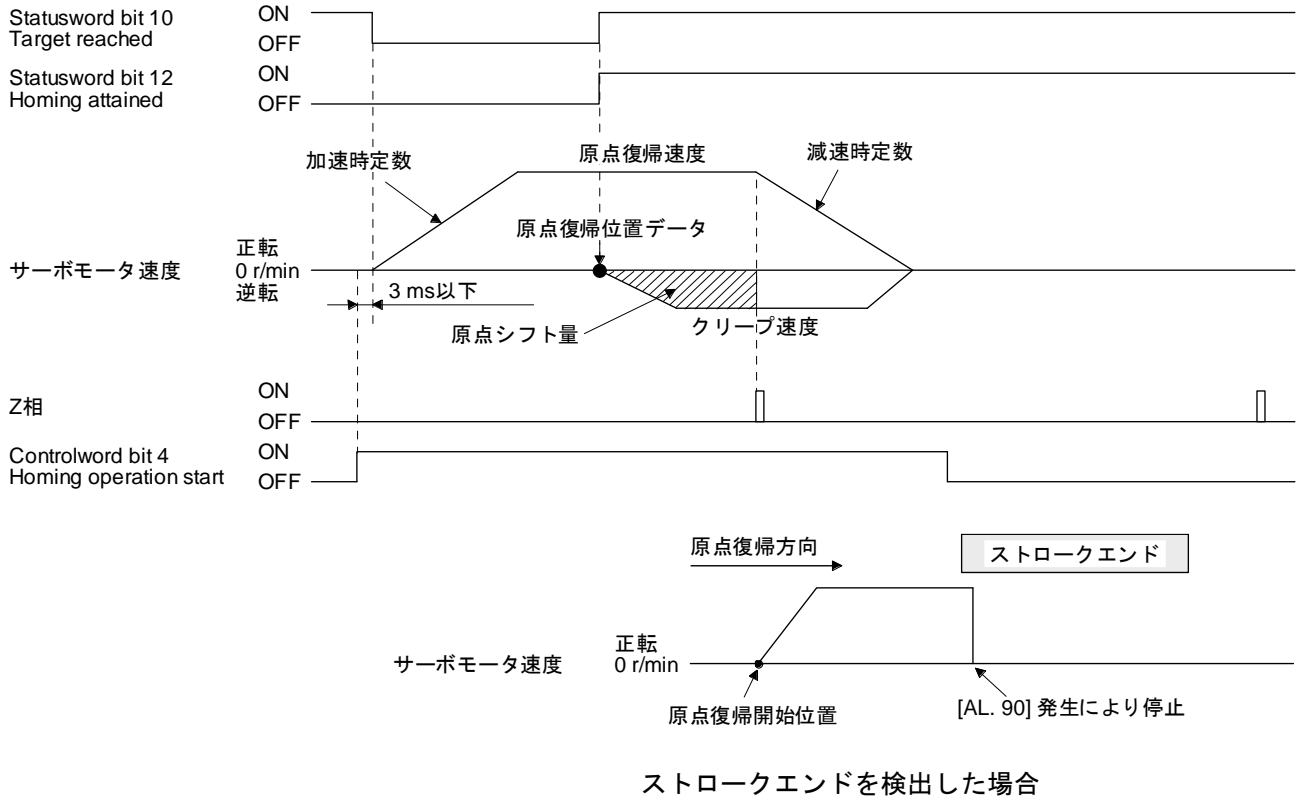 Statusword bit 10
Target reached
ON
OFF
Statusword bit 12
Homing attained
ON
OFF
加速時定数
原点復帰速度
減速時定数
原点復帰位置データ
サーボモータ速度
正転
0 r/min
逆転
3 ms以下
原点シフト量
クリープ速度
Z相
ON
OFF
Controlword bit 4
Homing operation start
ON
OFF
原点復帰方向
ストロークエンド
サーボモータ速度
正転
0 r/min
原点復帰開始位置
[AL. 90] 発生により停止
ストロークエンドを検出した場合